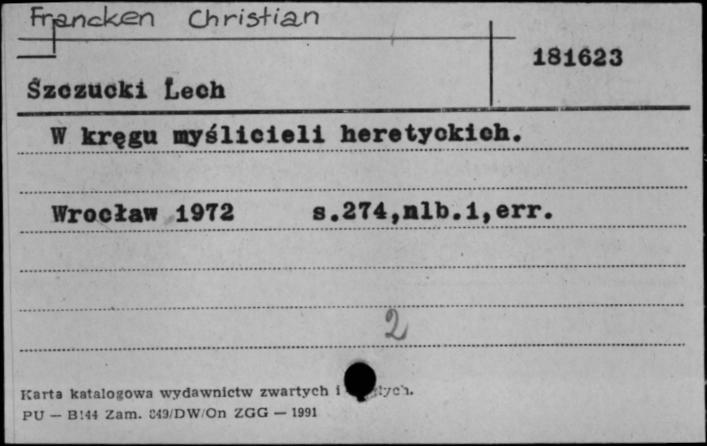 Francken Christian
181623
Szczucki Lech
W kręgu myślicieli heretyckich.
Wrocław 1972 s.274,nlb.1,err.
2
Karta katalogowa wydawnictw zwartych i
PU — B144 Zam. 849/DW/On ZGG — 1991